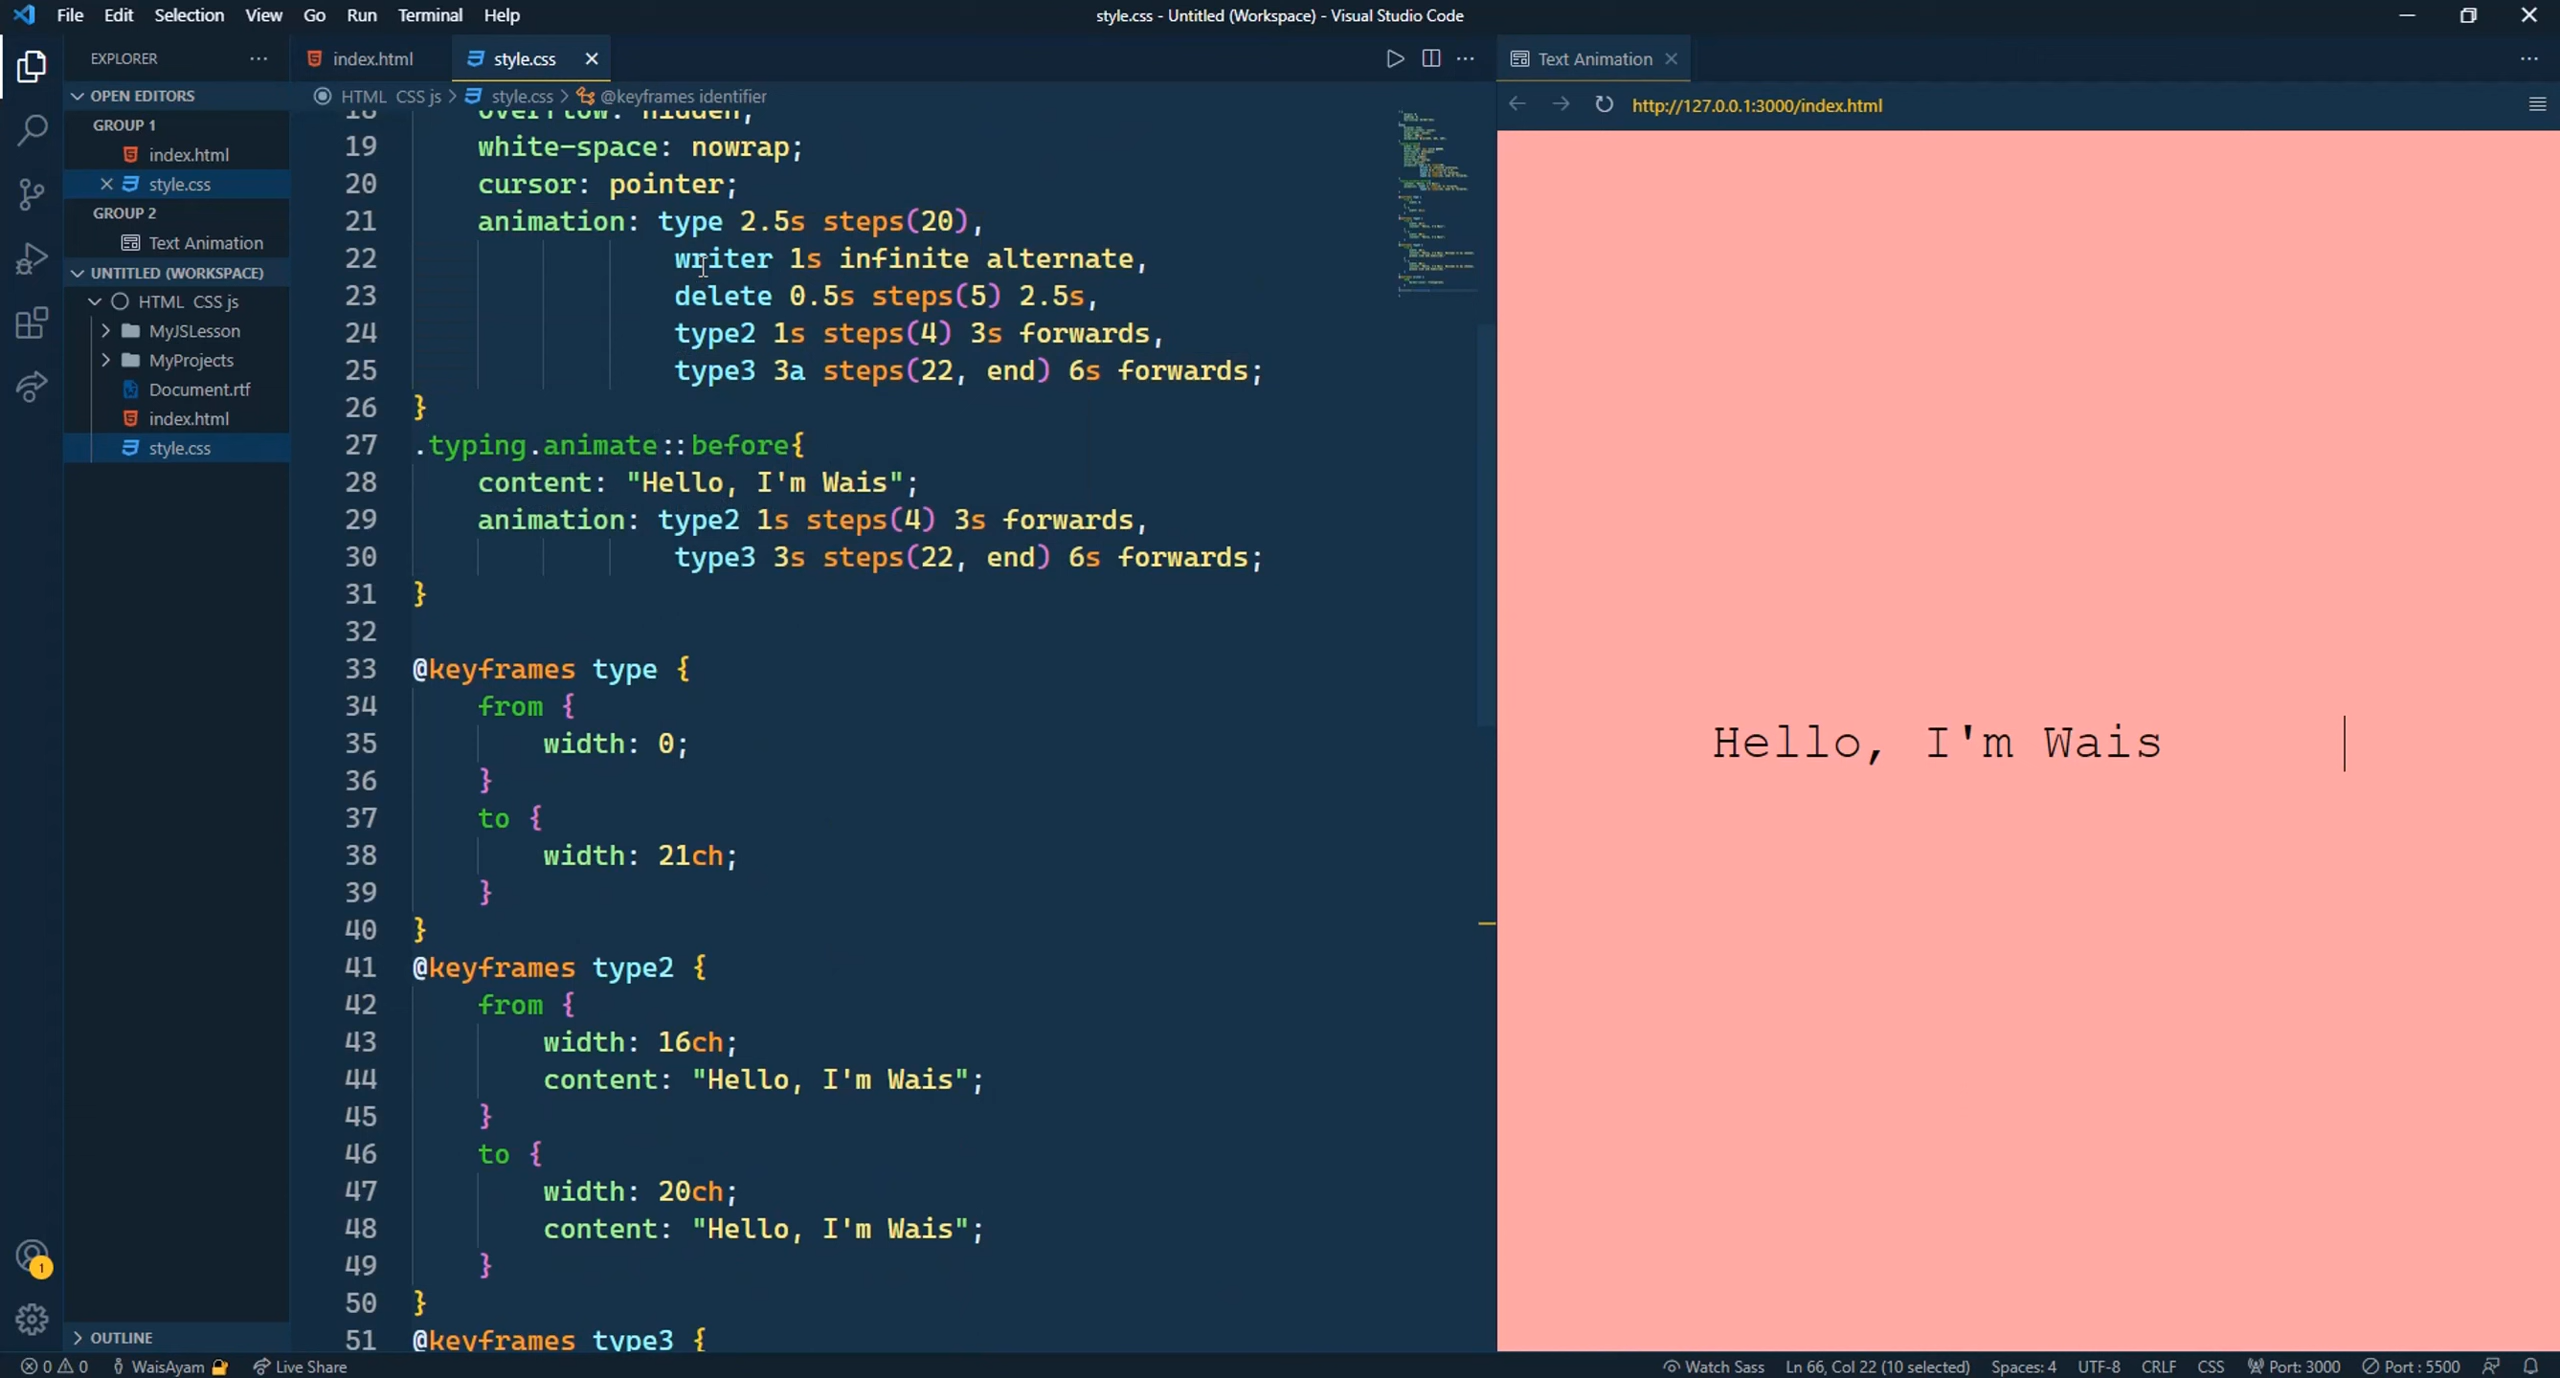 File Edit Selection View Go Run Terminal Help
style.css - Untitled (Workspace) - Visual Studio Code
EXPLORER
OPEN EDITORS
GROUP 1
index.html
style.css
GROUP 2
Text Animation
UNTITLED (WORKSPACE)
HTML CSS js
MyJSLesson
MyProjects
Document.rtf
index.html
style.css
OUTLINE
index.html
style.css
HTML CSS js > style.css > @keyframes identifier
18 overflow: hidden;
19 white-space: nowrap;
20 cursor: pointer;
21 animation: type 2.5s steps(20),
22 writer 1s infinite alternate,
23 delete 0.5s steps(5) 2.5s,
24 type2 1s steps(4) 3s forwards,
25 type3 3a steps(22, end) 6s forwards;
26 }
27 .typing.animate::before{
28 content: "Hello, I'm Wais";
29 animation: type2 1s steps(4) 3s forwards,
30 type3 3s steps(22, end) 6s forwards;
31 }
32
33 @keyframes type {
34 from {
35 width: 0;
36 }
37 to {
38 width: 21ch;
39 }
40 }
41 @keyframes type2 {
42 from {
43 width: 16ch;
44 content: "Hello, I'm Wais";
45 }
46 to {
47 width: 20ch;
48 content: "Hello, I'm Wais";
49 }
50 }
51 @keyframes type3 {
Text Animation
http://127.0.0.1:3000/index.html
Hello, I'm Wais
1
0 0 WaisAyam Live Share
Watch Sass Ln 66, Col 22 (10 selected) Spaces: 4 UTF-8 CRLF CSS Port: 3000 Port : 5500